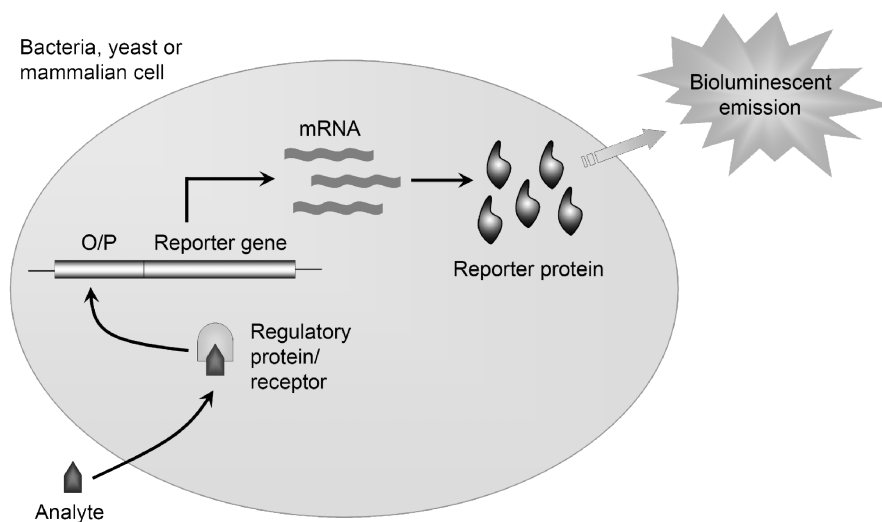 Bacteria, yeast or
mammalian cell
Bioluminescent
emission
mRNA
O/P
Reporter gene
Reporter protein
Regulatory
protein/
receptor
Analyte